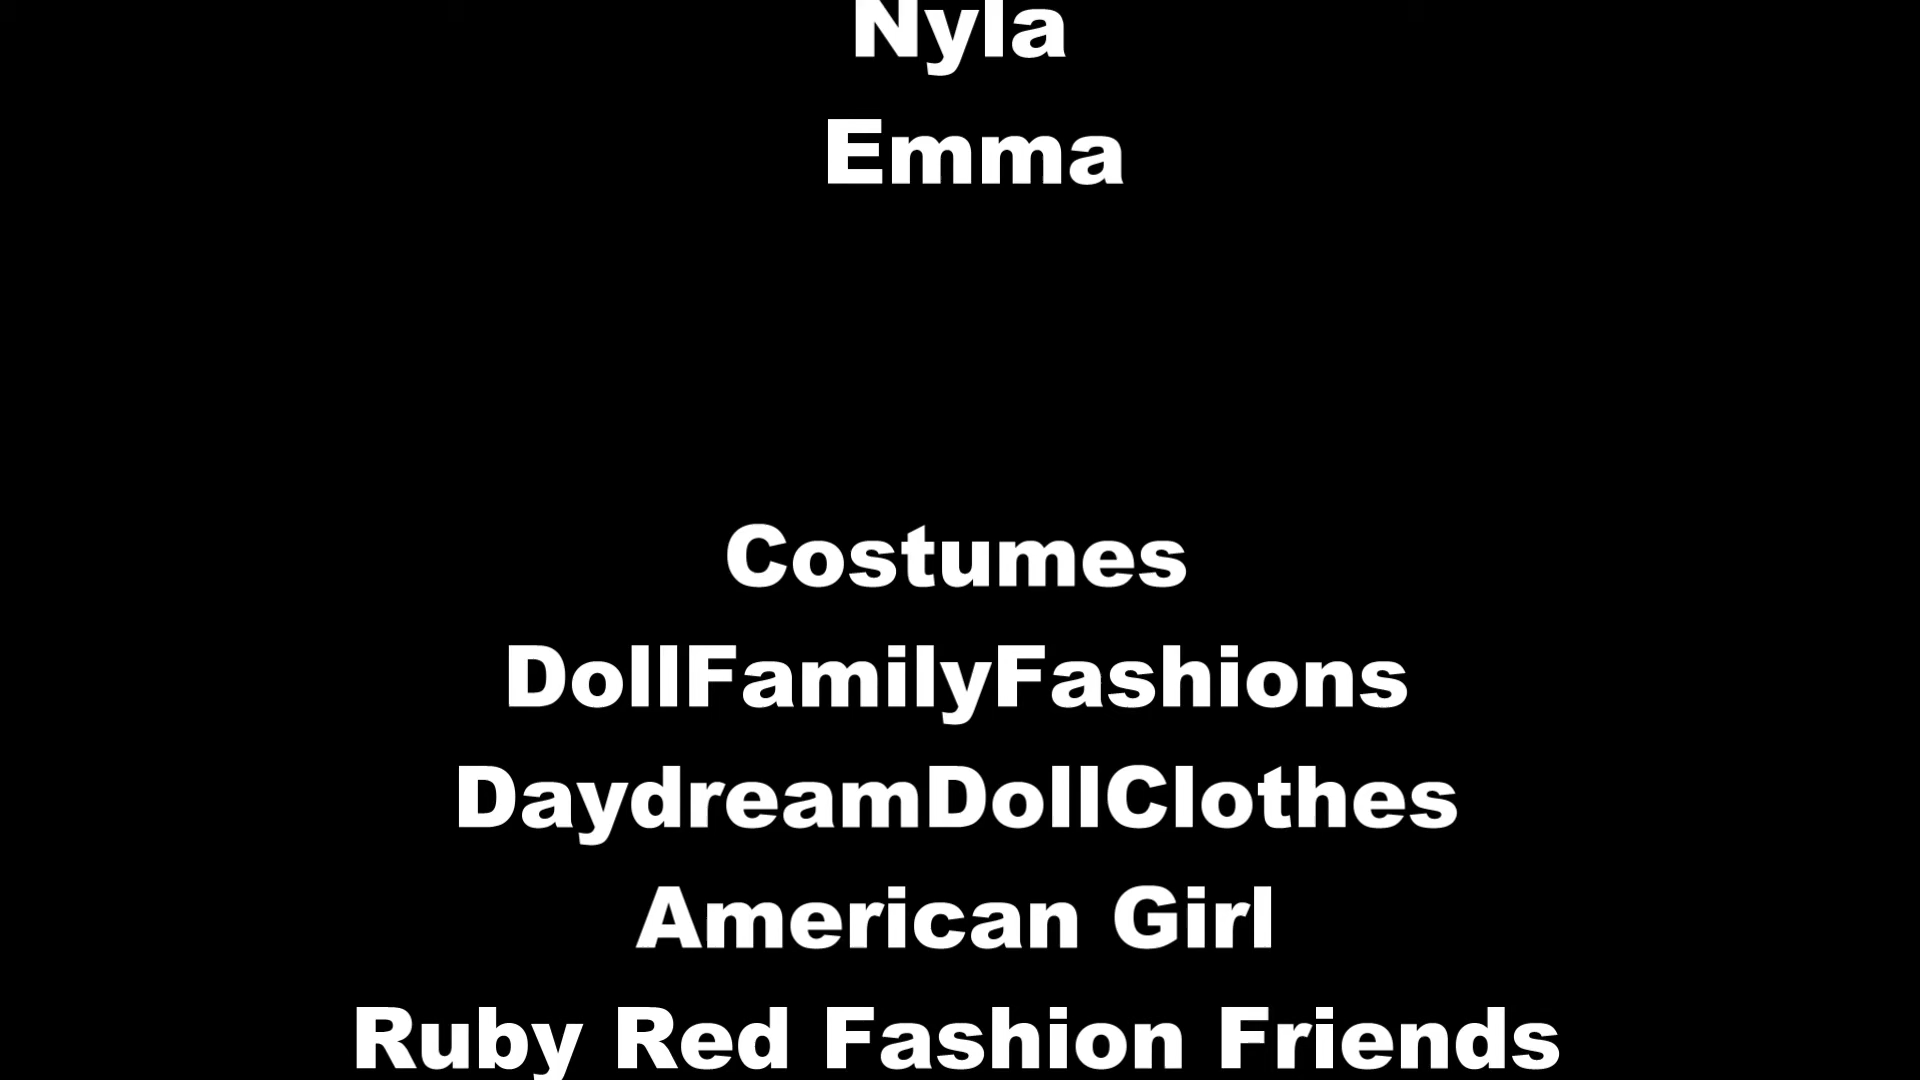 Nyla
Emma
Costumes
DollFamilyFashions
DaydreamDollClothes
American Girl
Ruby Red Fashion Friends